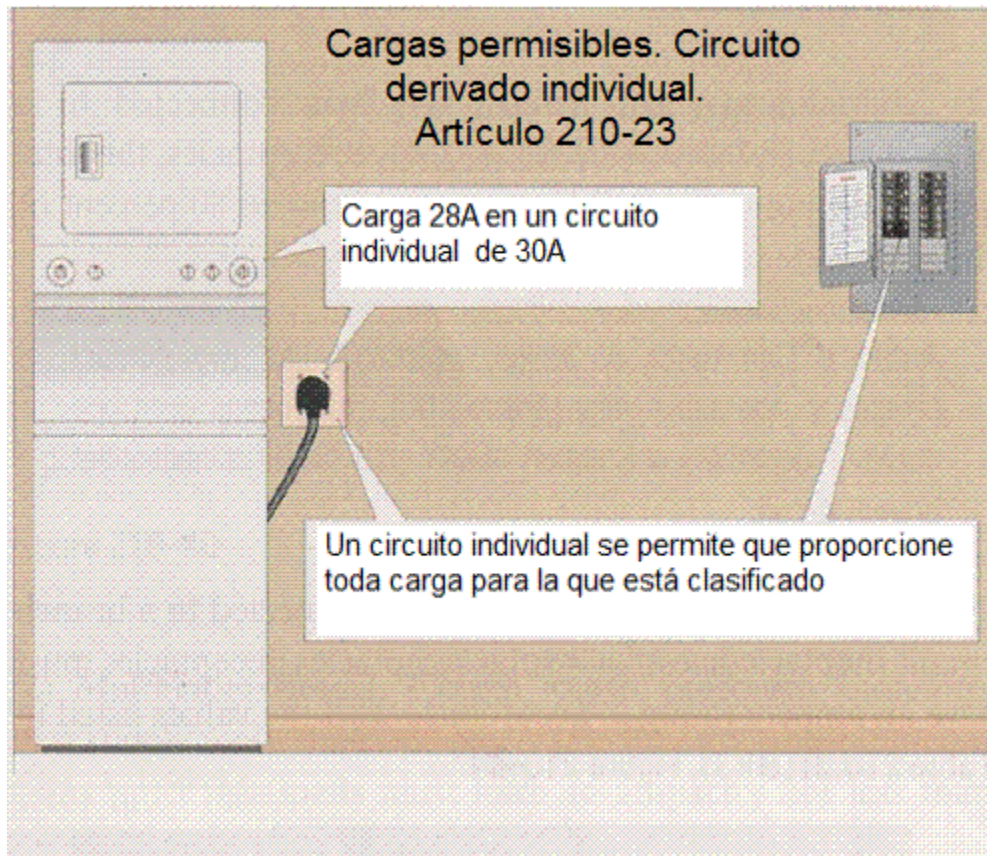 Cargas permisibles. Circuito
derivado individual.
Artículo 210-23
Carga 28A en un circuito
individual de 30A
Un circuito individual se permite que proporcione
toda carga para la que está clasificado